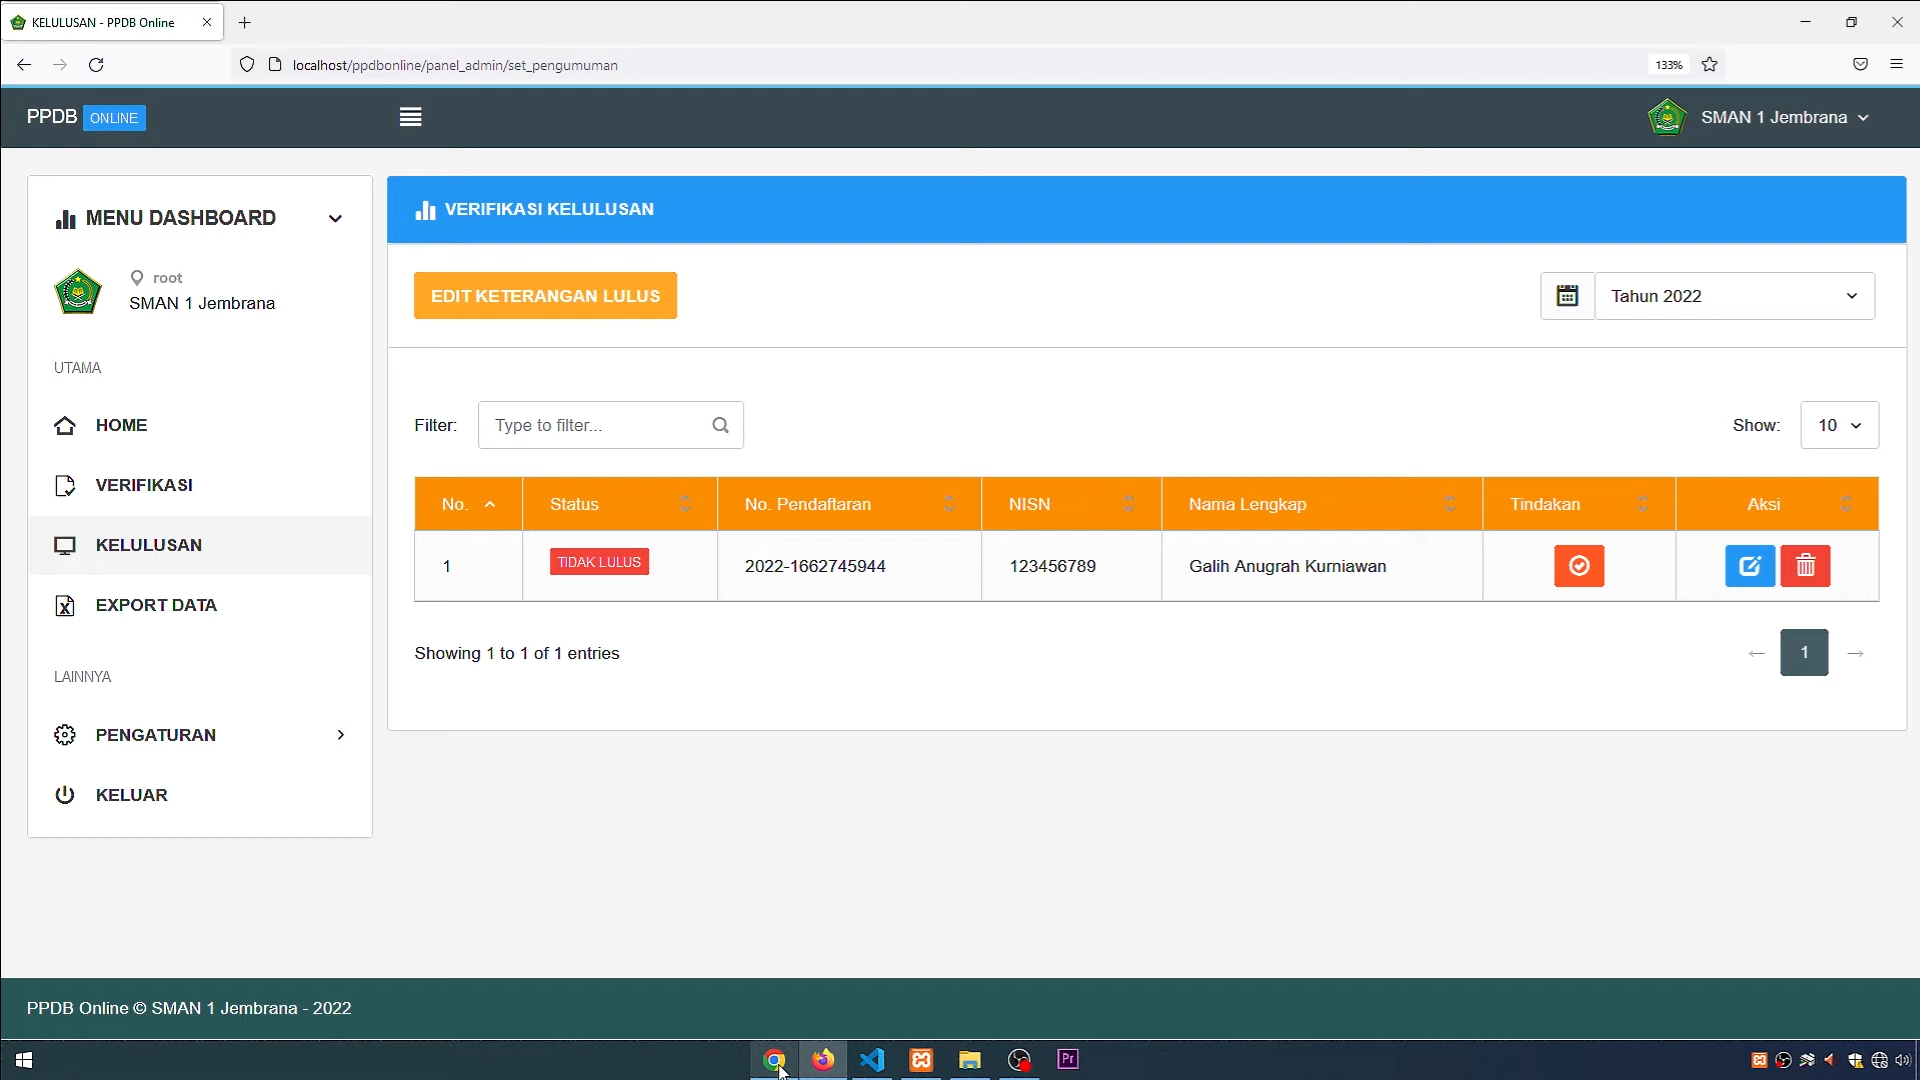 KELULUSAN - PPDB Online
localhost/ppdbonline/panel_admin/set_pengumuman
133%
PPDB ONLINE
SMAN 1 Jembrana
MENU DASHBOARD
root
SMAN 1 Jembrana
UTAMA
HOME
VERIFIKASI
KELULUSAN
EXPORT DATA
LAINNYA
PENGATURAN
KELUAR
VERIFIKASI KELULUSAN
EDIT KETERANGAN LULUS
Tahun 2022
Filter: Type to filter...
Show: 10
No. Status No. Pendaftaran NISN Nama Lengkap Tindakan Aksi
1 TIDAK LULUS 2022-1662745944 123456789 Galih Anugrah Kurniawan
Showing 1 to 1 of 1 entries
← 1 →
PPDB Online © SMAN 1 Jembrana - 2022
Pr